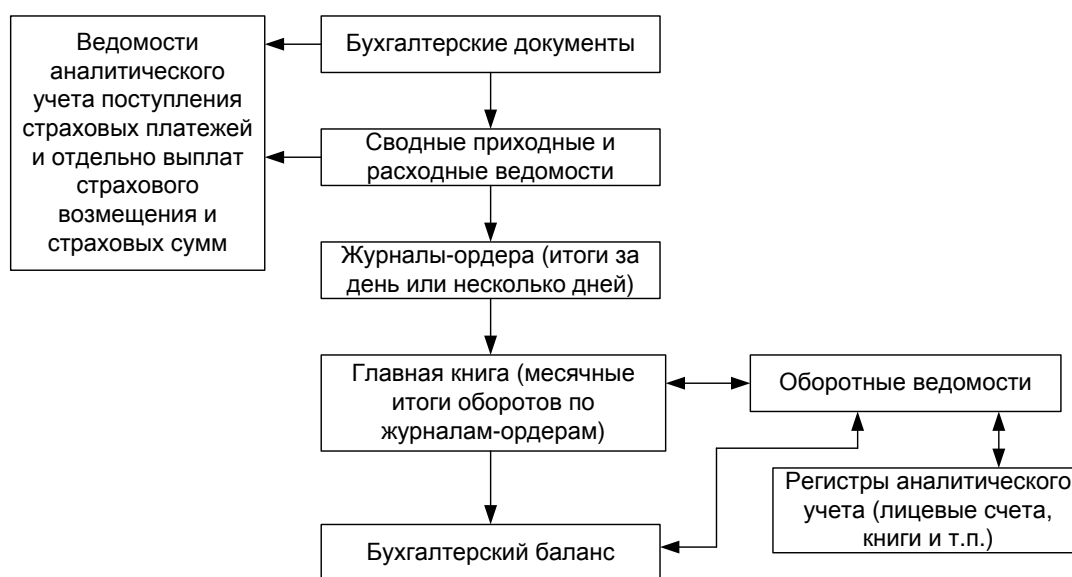 Ведомости
аналитического
учета поступления
страховых платежей
и отдельно выплат
страхового
возмещения и
страховых сумм
Бухгалтерские документы
Сводные приходные и
расходные ведомости
Журналы-ордера (итоги за
день или несколько дней)
Главная книга (месячные
итоги оборотов по
журналам-ордерам)
Оборотные ведомости
Регистры аналитического
учета (лицевые счета,
книги и т.п.)
Бухгалтерский баланс